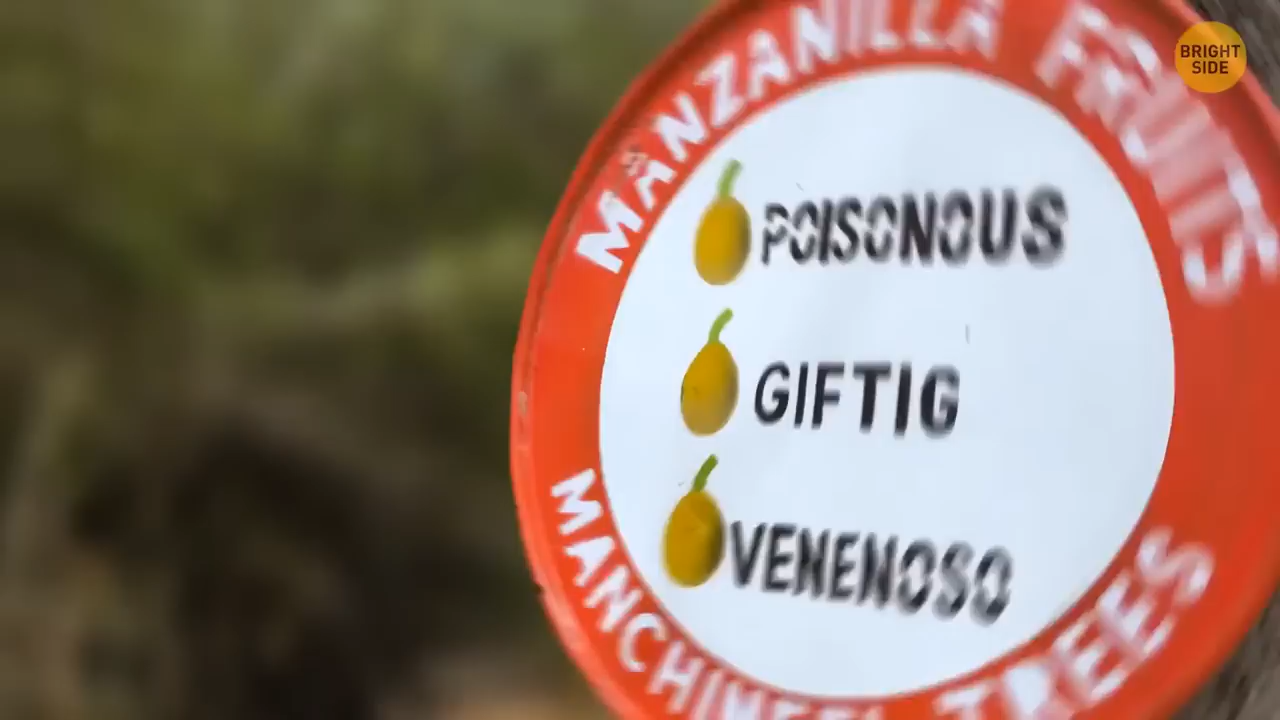 MANZANILLA FRUITS
POISONOUS
GIFTIG
VENENOSO
MANCHINEEL TREES
BRIGHT
SIDE